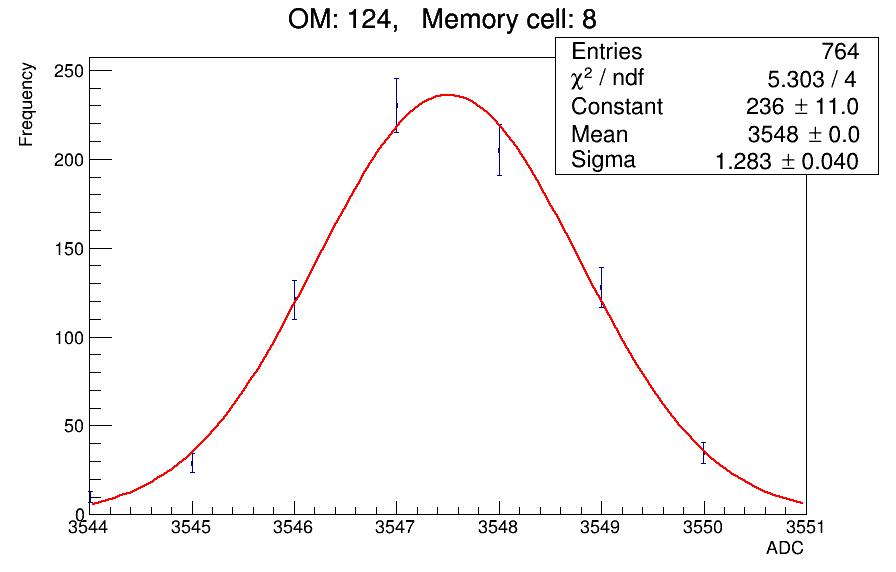 OM: 124,   Memory cell: 8
Entries 764
χ² / ndf 5.303 / 4
Constant 236 ± 11.0
Mean 3548 ± 0.0
Sigma 1.283 ± 0.040
Frequency
250
200
150
100
50
0
3544 3545 3546 3547 3548 3549 3550 3551
ADC